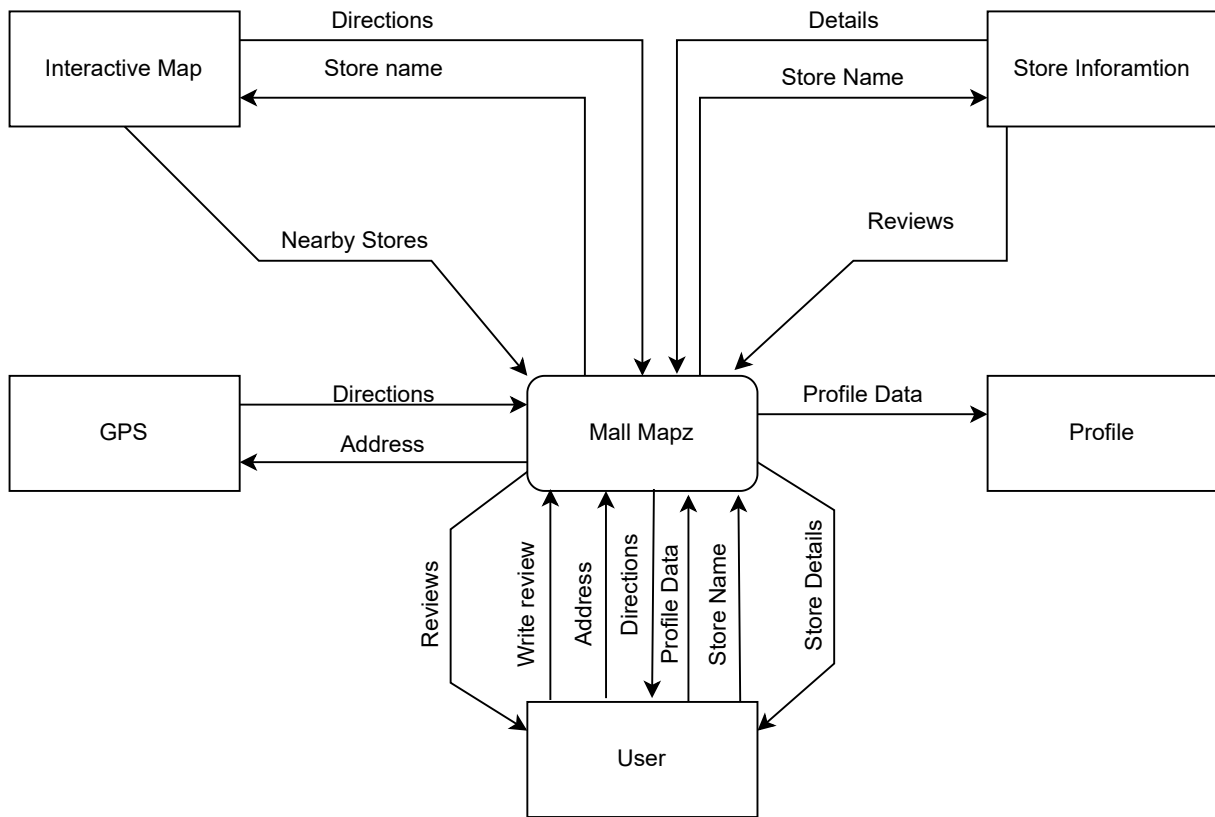 Directions
Details
Interactive Map
Store name
Store Name
Store Inforamtion
Nearby Stores
Reviews
Directions
Profile Data
GPS
Address
Mall Mapz
Profile
Reviews
Write review
Address
Directions
Profile Data
Store Name
Store Details
User